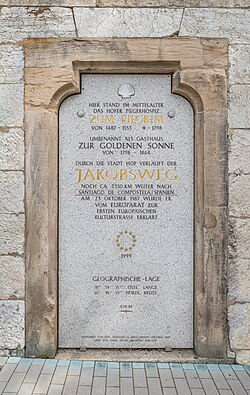 HIER STAND IM MITTELALTER
DAS HOFER PILGERHOSPIZ
ZUM PILGRIM
VON 1487 - 1553
UMBENANNT ALS GASTHAUS
ZUR GOLDENEN SONNE
VON 1798 - 1864
DURCH DIE STADT HOF VERLÄUFT DER
JAKOBSWEG
NOCH CA. 2350 KM WEITER NACH
SANTIAGO DE COMPOSTELA / SPANIEN
AM 23. OKTOBER 1987 WURDE ER
VOM EUROPARAT ZUR
ERSTEN EUROPÄISCHEN
KULTURSTRASSE ERKLÄRT
1999
GEOGRAPHISCHE LAGE
ÖSTL. LÄNGE
NÖRDL. BREITE